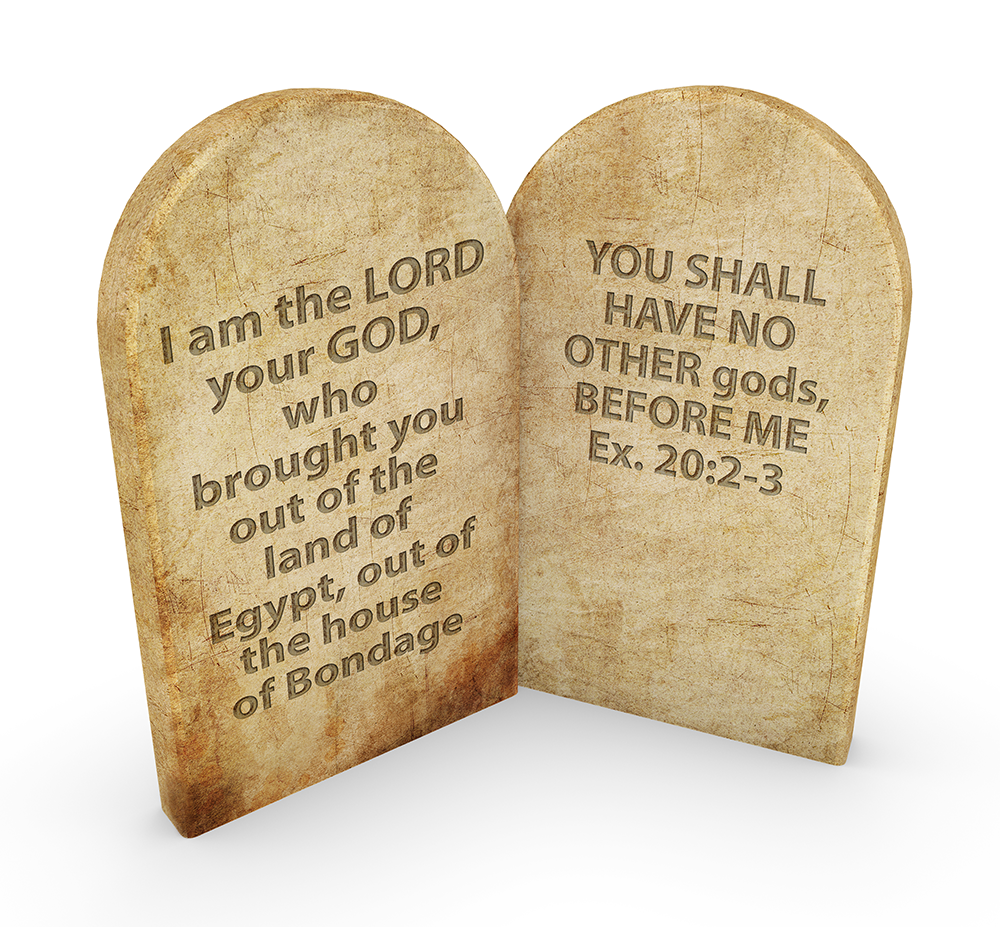 I am the LORD
your GOD,
who
brought you
out of the
land of
Egypt, out of
the house
of Bondage
YOU SHALL
HAVE NO
OTHER gods,
BEFORE ME
Ex. 20:2-3